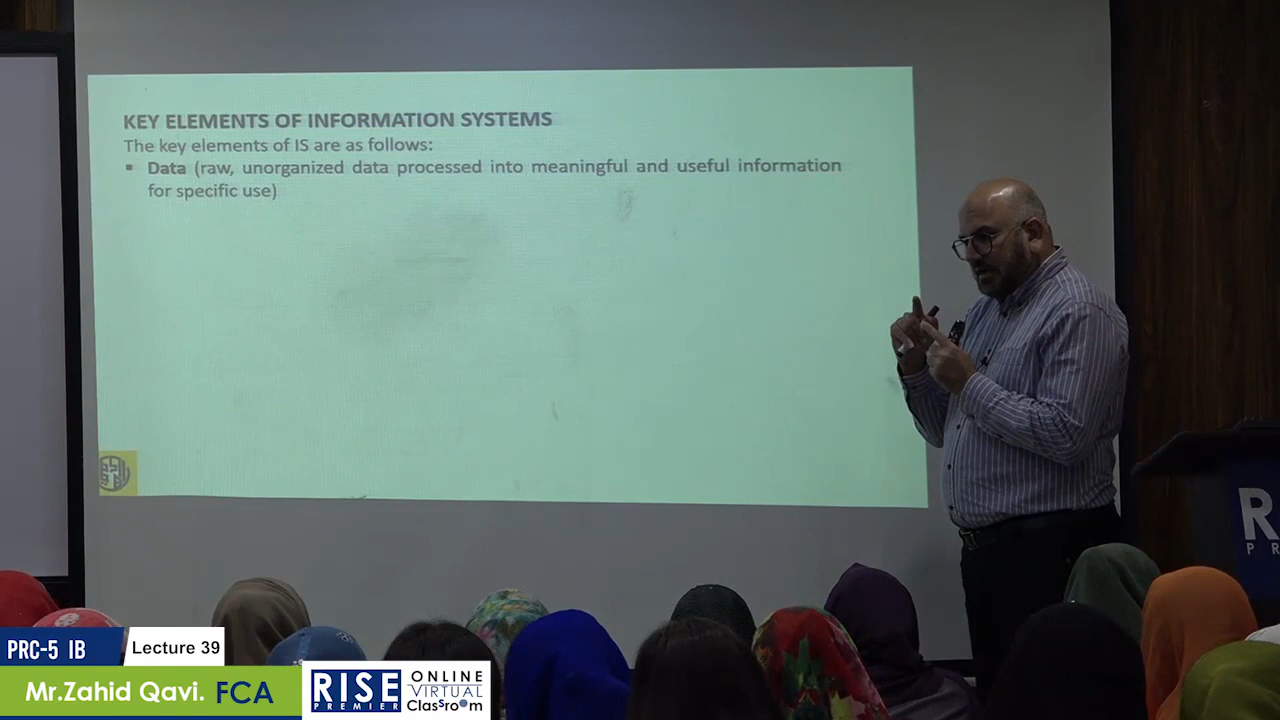 KEY ELEMENTS OF INFORMATION SYSTEMS
The key elements of IS are as follows:
▪ Data (raw, unorganized data processed into meaningful and useful information
for specific use)
PRC-5 IB
Lecture 39
Mr.Zahid Qavi. FCA
RISE
PREMIER
ONLINE
VIRTUAL
Classroom
R
PR